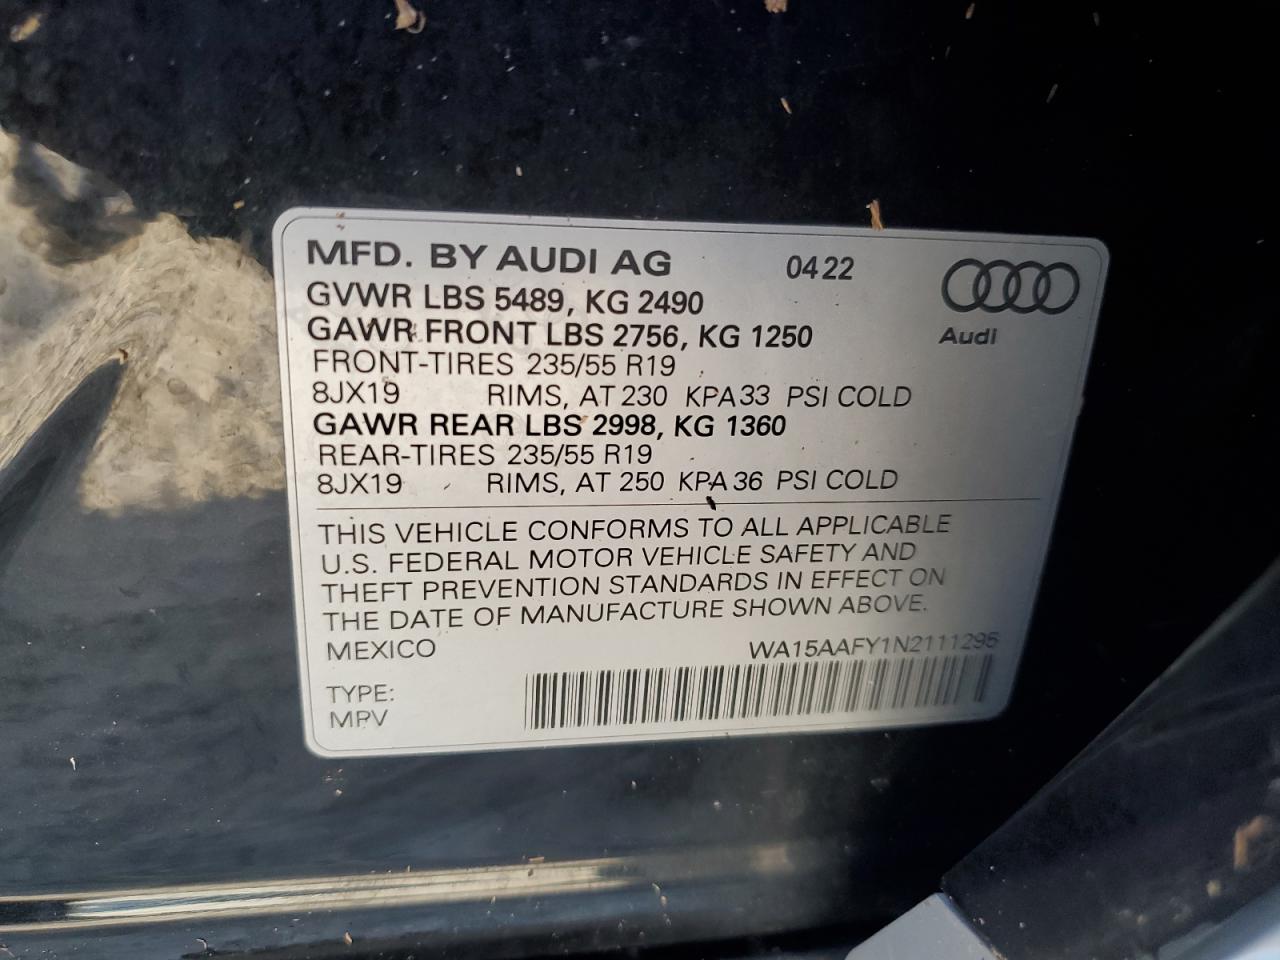 MFD. BY AUDI AG 04 22
GVWR LBS 5489, KG 2490
GAWR FRONT LBS 2756, KG 1250
Audi
FRONT-TIRES 235/55 R19
8JX19 RIMS, AT 230 KPA 33 PSI COLD
GAWR REAR LBS 2998, KG 1360
REAR-TIRES 235/55 R19
8JX19 RIMS, AT 250 KPA 36 PSI COLD
THIS VEHICLE CONFORMS TO ALL APPLICABLE
U.S. FEDERAL MOTOR VEHICLE SAFETY AND
THEFT PREVENTION STANDARDS IN EFFECT ON
THE DATE OF MANUFACTURE SHOWN ABOVE.
MEXICO WA15AAFY1N2111295
TYPE:
MPV